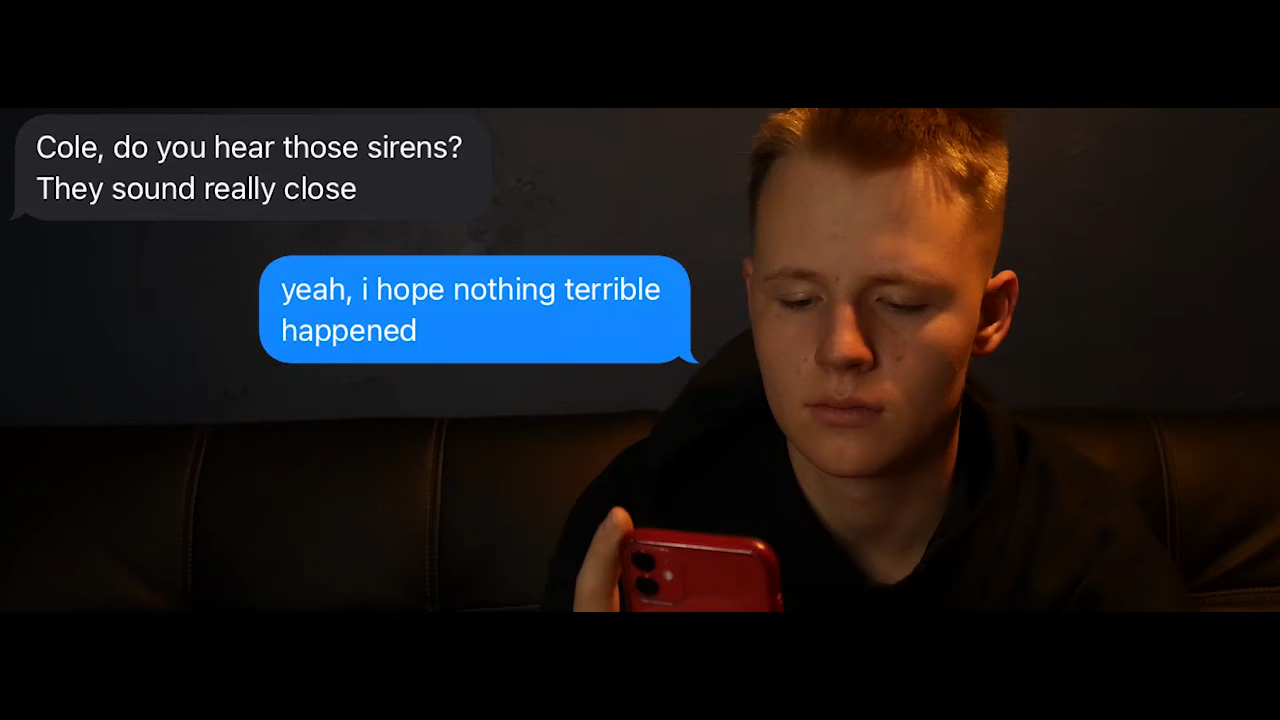 Cole, do you hear those sirens?
They sound really close
yeah, i hope nothing terrible
happened